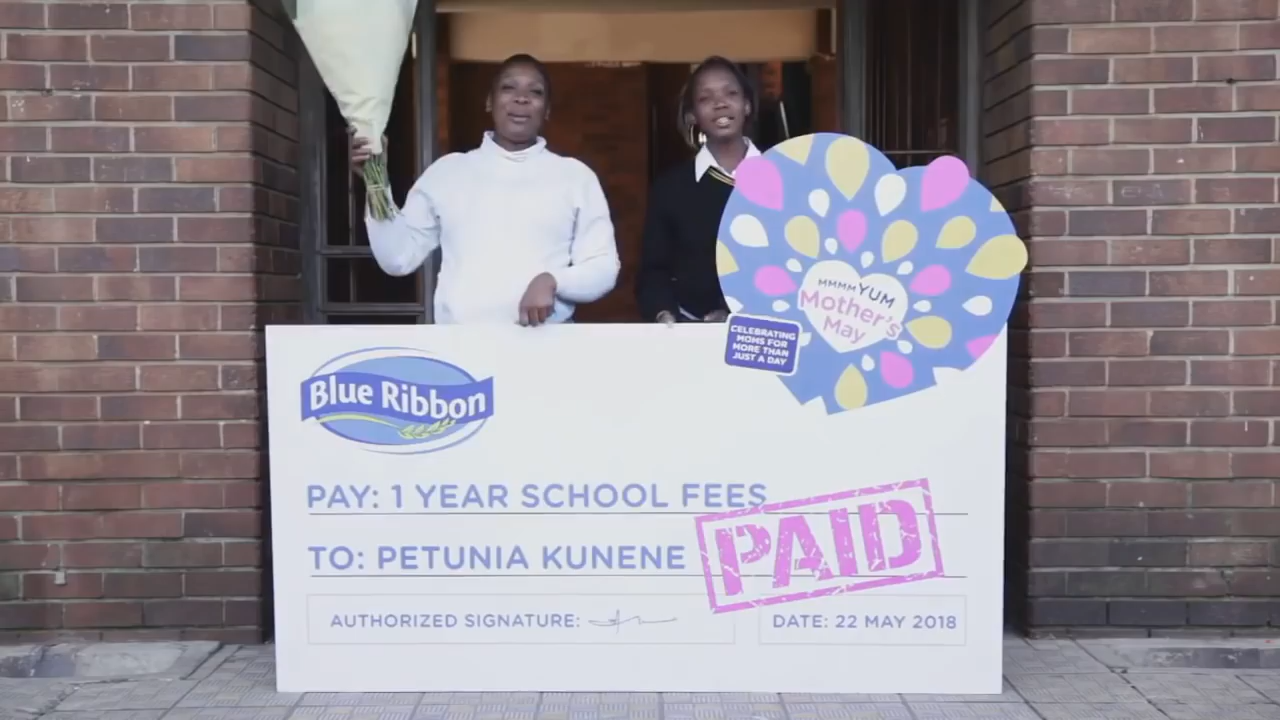 MMMMYUM
Mother's
May
CELEBRATING
MOMS FOR
MORE THAN
JUST A DAY
Blue Ribbon
PAY: 1 YEAR SCHOOL FEES
PAID
TO: PETUNIA KUNENE
AUTHORIZED SIGNATURE:
DATE: 22 MAY 2018